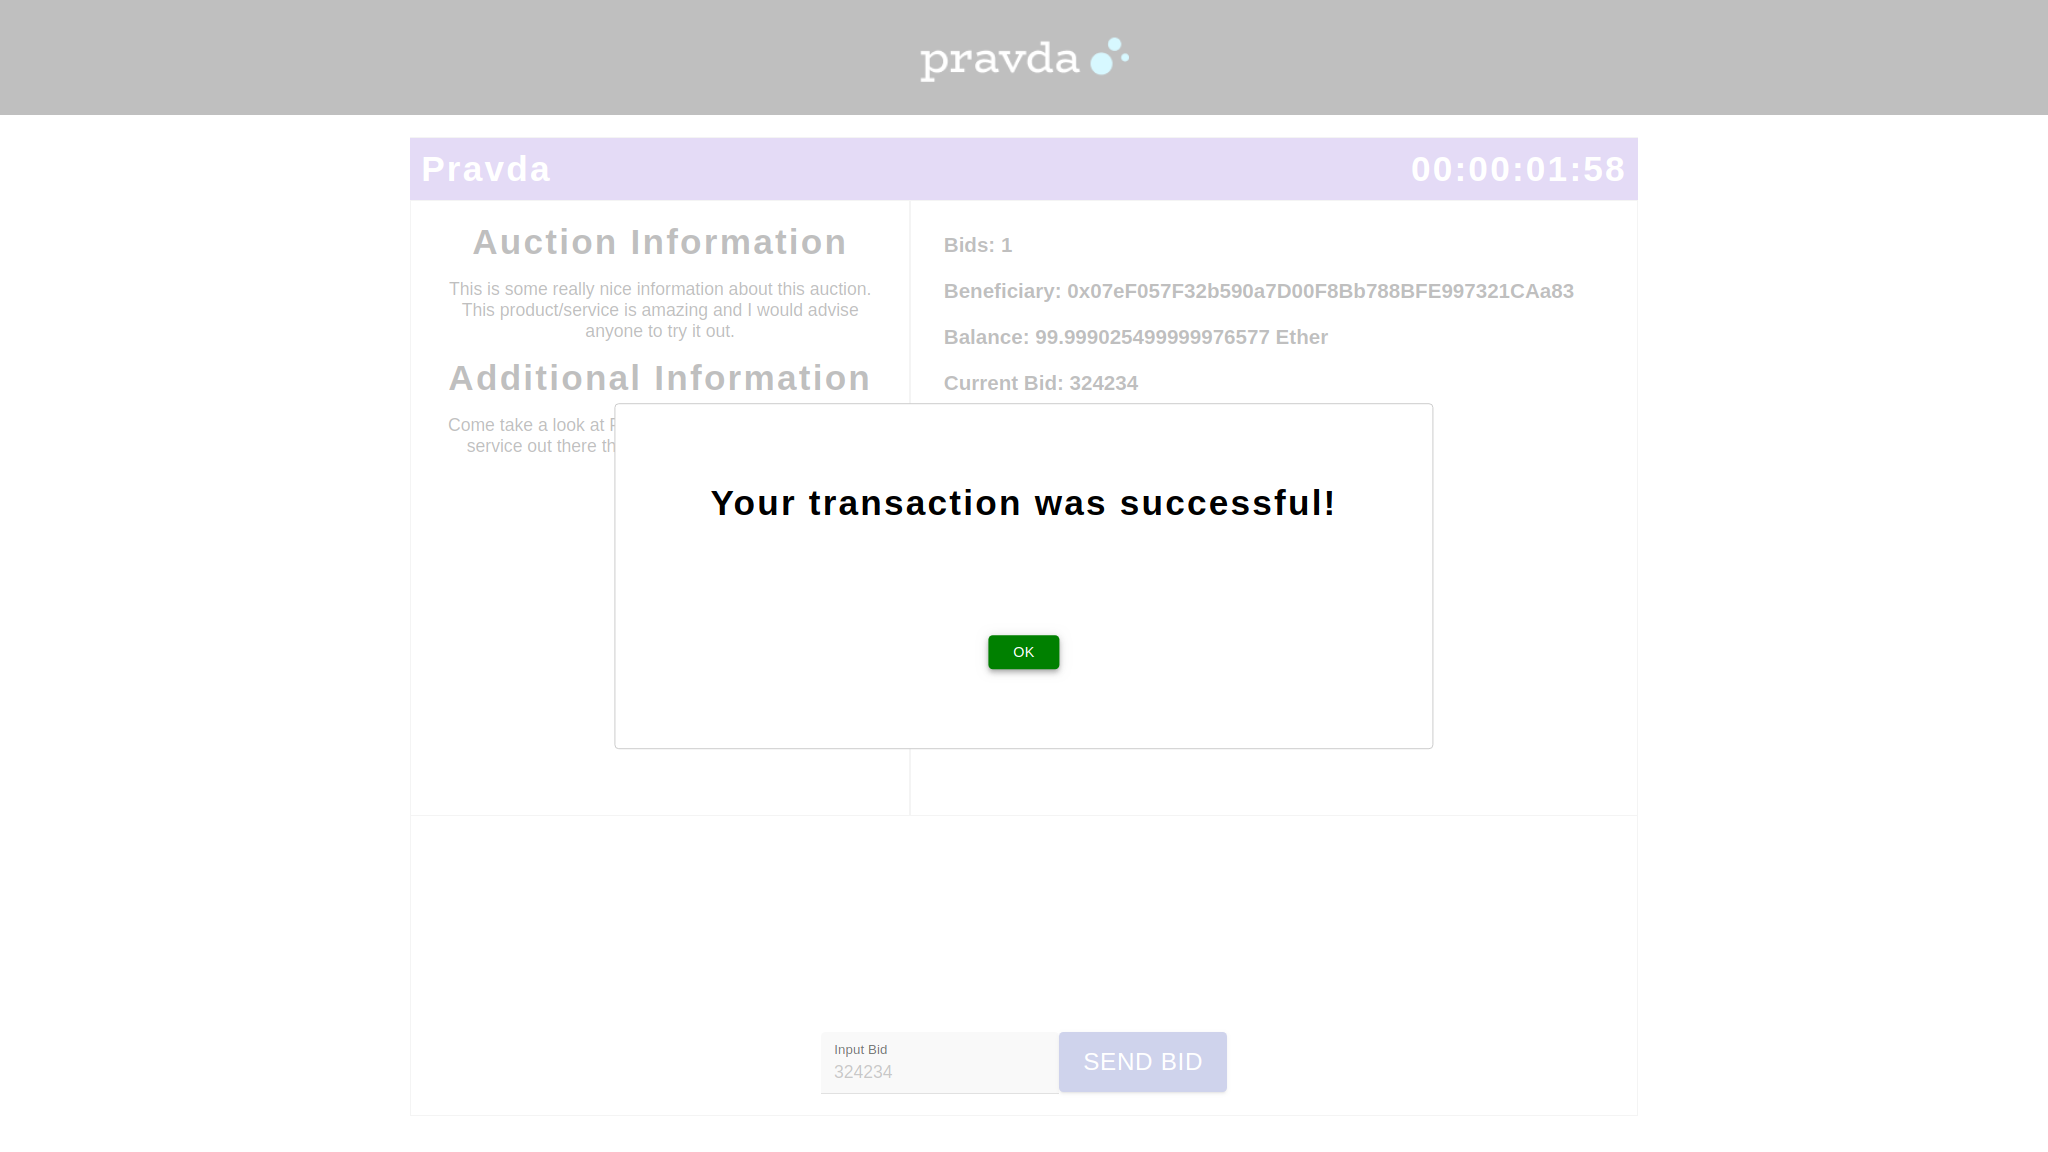 pravda
Pravda
00:00:01:58
Auction Information
This is some really nice information about this auction.
This product/service is amazing and I would advise
anyone to try it out.
Additional Information
Come take a look at
service out there
Bids: 1
Beneficiary: 0x07eF057F32b590a7D00F8Bb788BFE997321CAa83
Balance: 99.999025499999976577 Ether
Current Bid: 324234
Your transaction was successful!
OK
Input Bid
324234
SEND BID